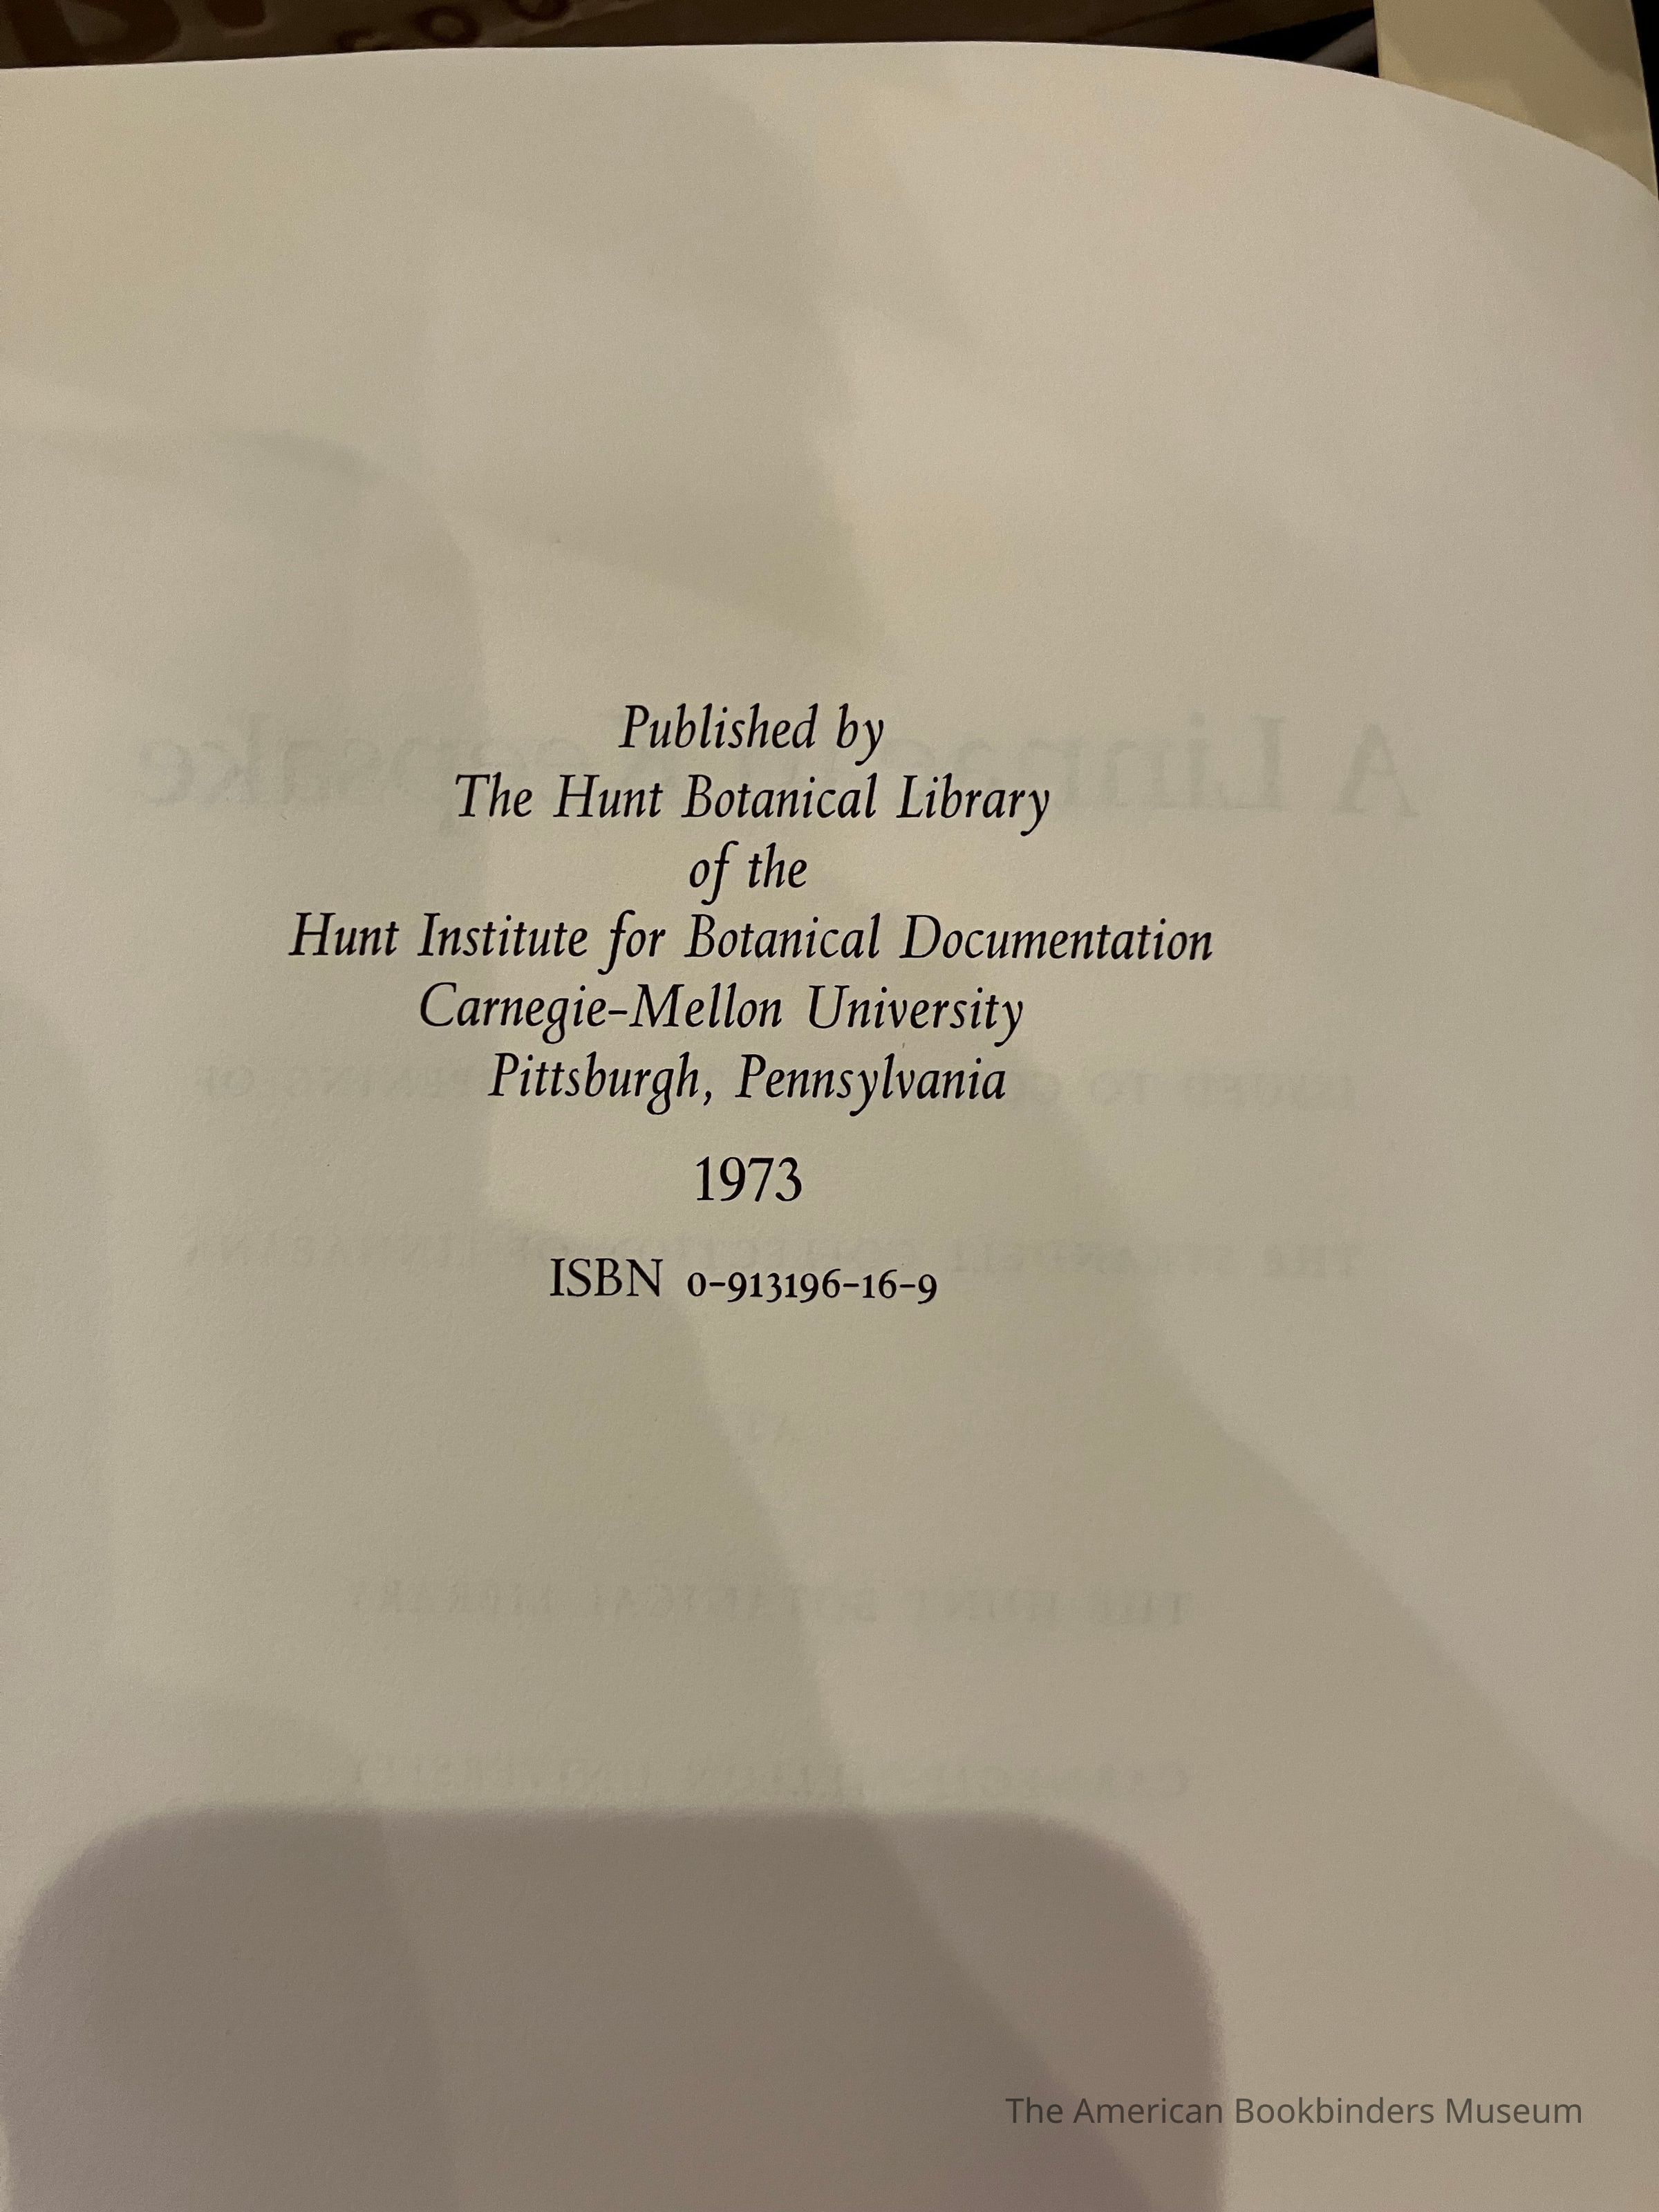 Published by
The Hunt Botanical Library
of the
Hunt Institute for Botanical Documentation
Carnegie-Mellon University
Pittsburgh, Pennsylvania
1973
ISBN 0-913196-16-9
The American Bookbinders Museum